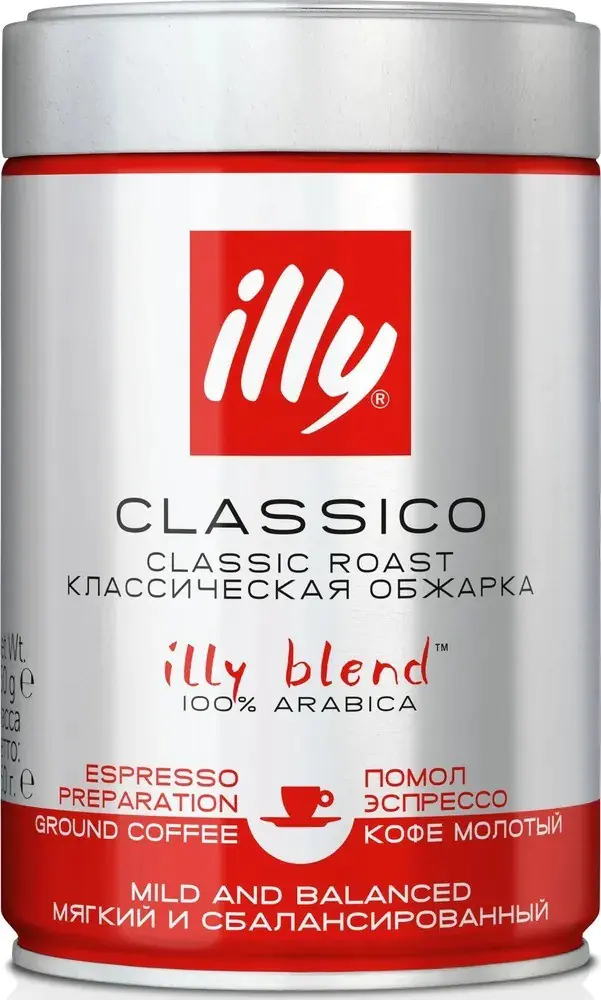 illy®
CLASSICO
CLASSIC ROAST
КЛАССИЧЕСКАЯ ОБЖАРКА
illy blend™
100% ARABICA
Wt.
g e
г. e
ESPRESSO
PREPARATION
GROUND COFFEE
ПОМОЛ
ЭСПРЕССО
КОФЕ МОЛОТЫЙ
MILD AND BALANCED
МЯГКИЙ И СБАЛАНСИРОВАННЫЙ